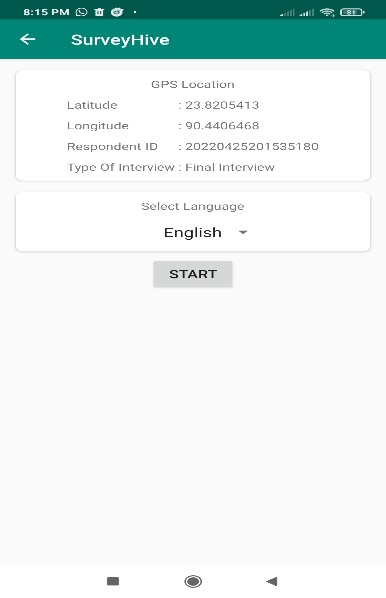 8:15 PM
SurveyHive
GPS Location
Latitude : 23.8205413
Longitude : 90.4406468
Respondent ID : 20220425201535180
Type Of Interview : Final Interview
Select Language
English
START